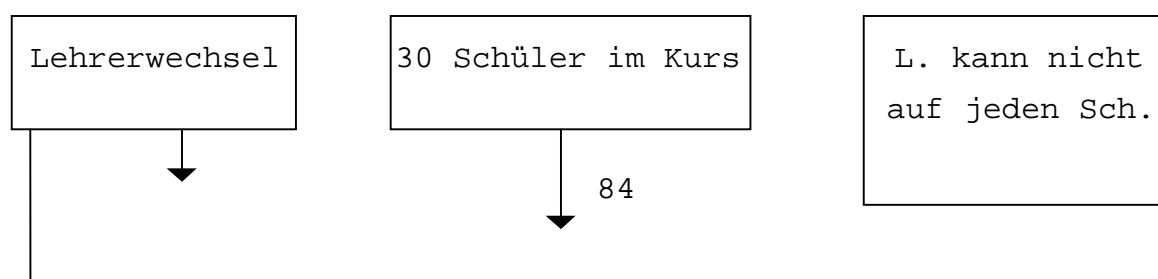 Lehrerwechsel
30 Schüler im Kurs
L. kann nicht
auf jeden Sch.
84